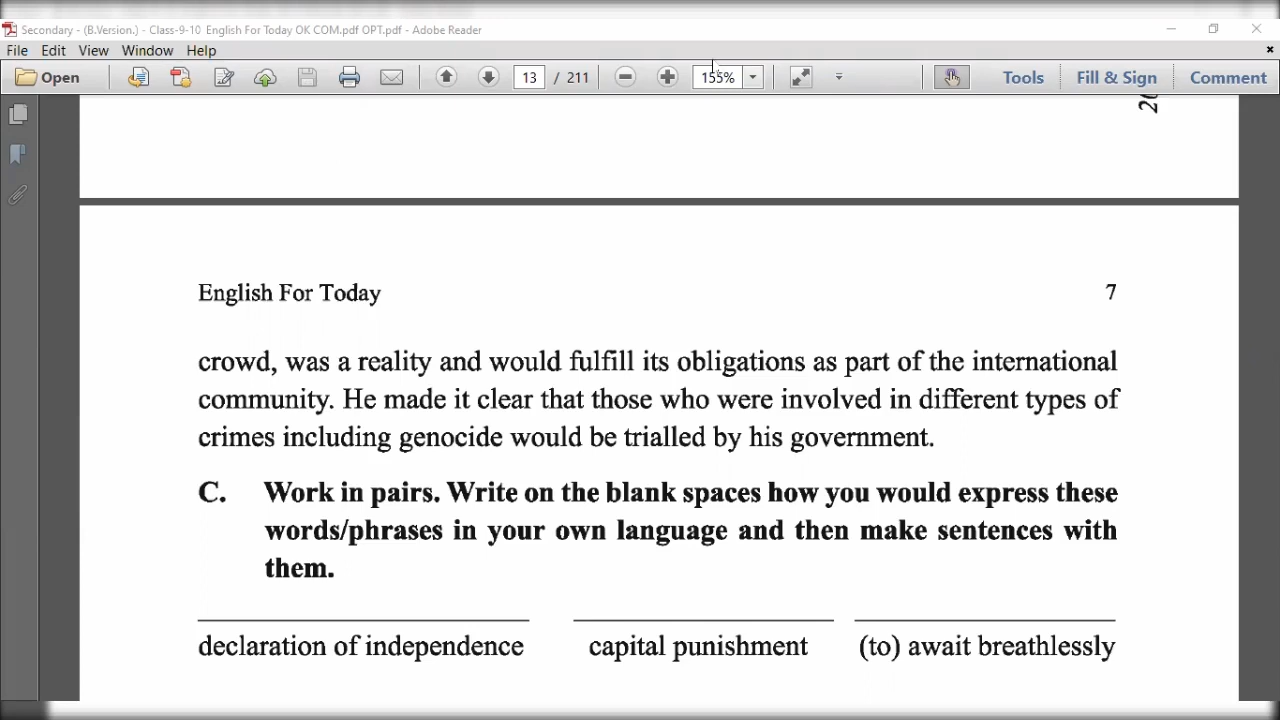 Secondary - (B.Version.) - Class-9-10 English For Today OK COM.pdf OPT.pdf - Adobe Reader
File Edit View Window Help
Open 13 / 211 155% Tools Fill & Sign Comment
English For Today 7
crowd, was a reality and would fulfill its obligations as part of the international
community. He made it clear that those who were involved in different types of
crimes including genocide would be trialled by his government.
C. Work in pairs. Write on the blank spaces how you would express these
words/phrases in your own language and then make sentences with
them.
declaration of independence capital punishment (to) await breathlessly